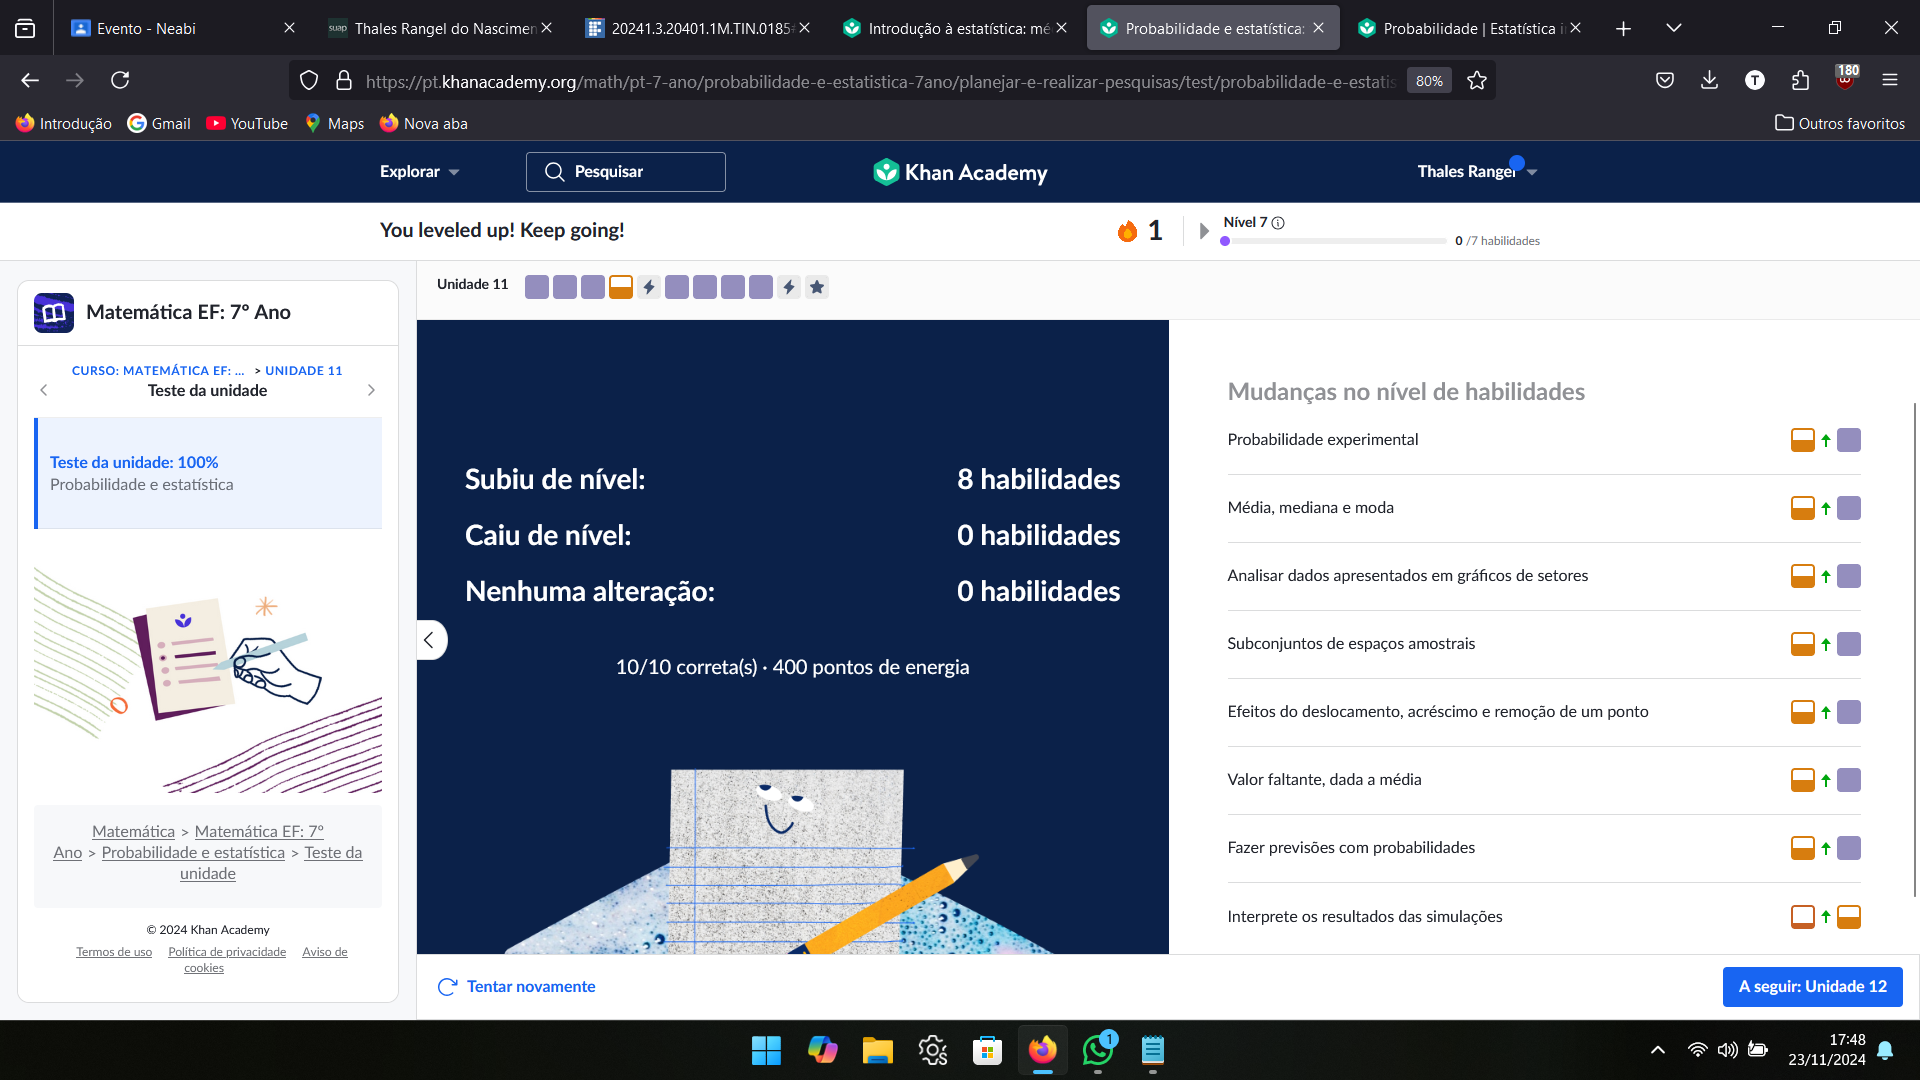 Evento - Neabi
suap Thales Rangel do Nascimen
20241.3.20401.1M.TIN.0185
Introdução à estatística: mé
Probabilidade e estatística:
Probabilidade | Estatística i
https://pt.khanacademy.org/math/pt-7-ano/probabilidade-e-estatistica-7ano/planejar-e-realizar-pesquisas/test/probabilidade-e-estatis
80%
T
180
Introdução
Gmail
YouTube
Maps
Nova aba
Outros favoritos
Explorar
Pesquisar
Khan Academy
Thales Rangel
You leveled up! Keep going!
1
Nível 7
0 /7 habilidades
Matemática EF: 7º Ano
CURSO: MATEMÁTICA EF: ... > UNIDADE 11
Teste da unidade
Teste da unidade: 100%
Probabilidade e estatística
Matemática > Matemática EF: 7º
Ano > Probabilidade e estatística > Teste da
unidade
© 2024 Khan Academy
Termos de uso Política de privacidade Aviso de
cookies
Unidade 11
Subiu de nível: 8 habilidades
Caiu de nível: 0 habilidades
Nenhuma alteração: 0 habilidades
10/10 correta(s) · 400 pontos de energia
Mudanças no nível de habilidades
Probabilidade experimental
Média, mediana e moda
Analisar dados apresentados em gráficos de setores
Subconjuntos de espaços amostrais
Efeitos do deslocamento, acréscimo e remoção de um ponto
Valor faltante, dada a média
Fazer previsões com probabilidades
Interprete os resultados das simulações
Tentar novamente
A seguir: Unidade 12
1
17:48
23/11/2024